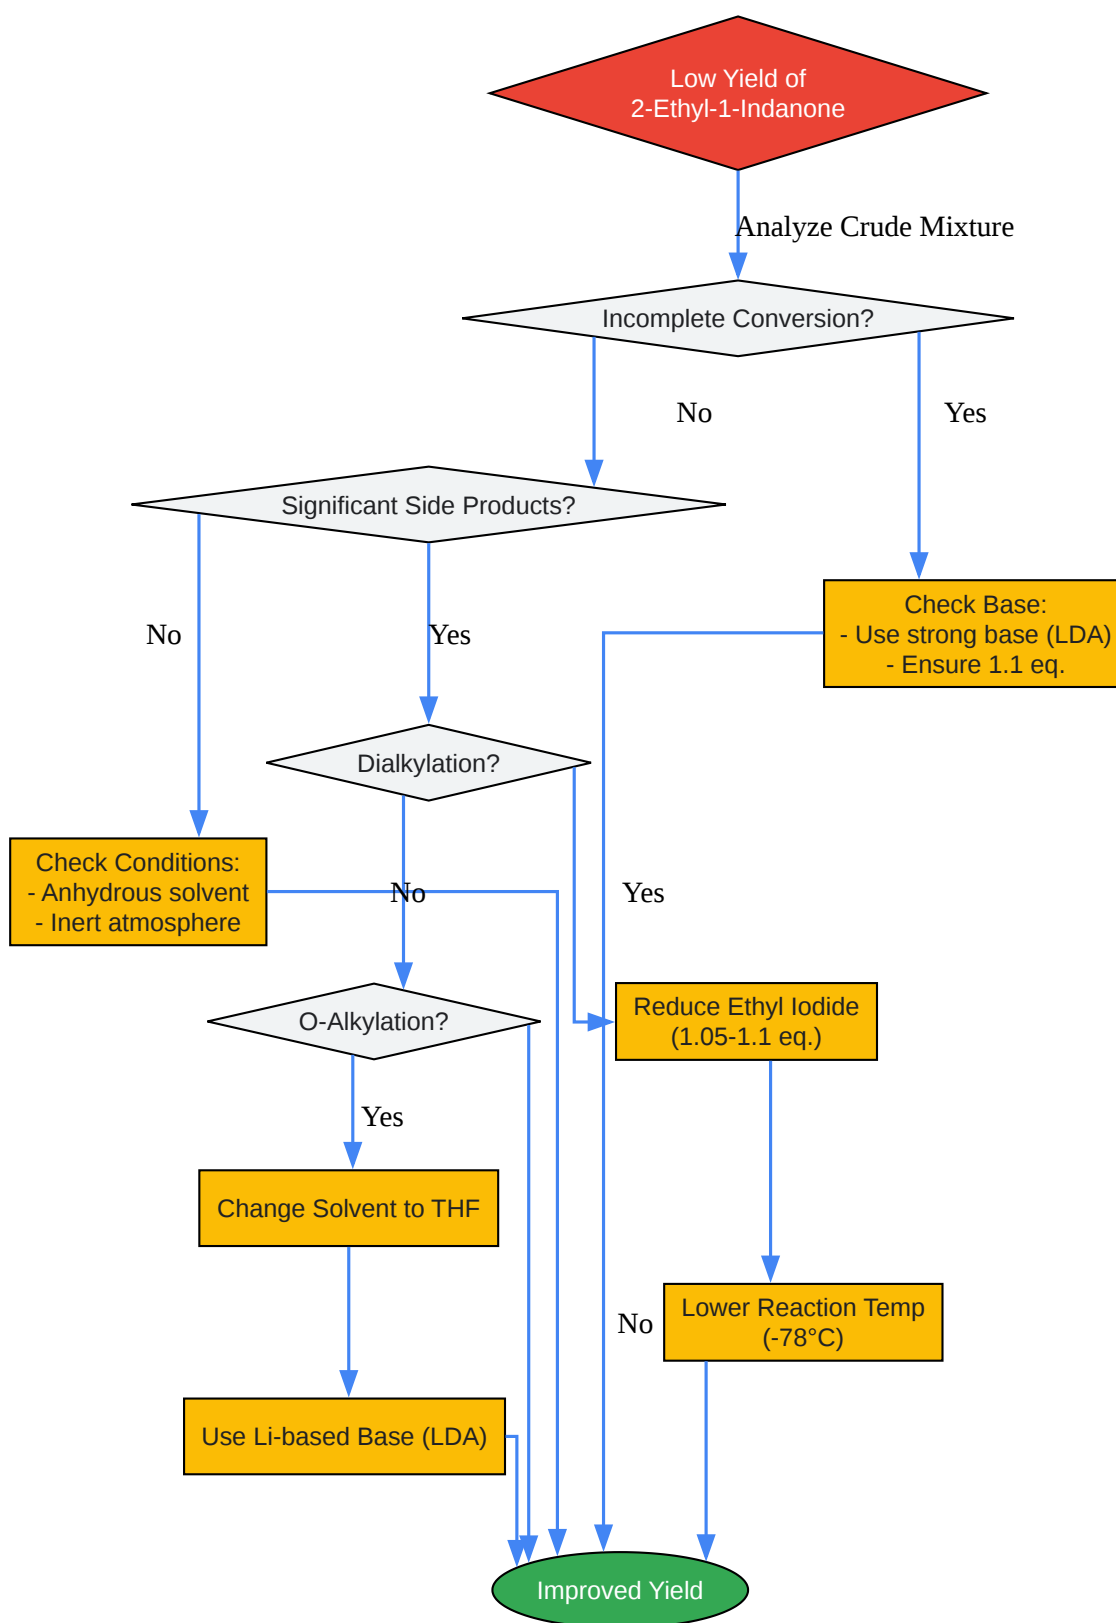 Low Yield of
2-Ethyl-1-Indanone
Analyze Crude Mixture
Incomplete Conversion?
No
Yes
Significant Side Products?
No
Yes
Check Base:
- Use strong base (LDA)
- Ensure 1.1 eq.
Dialkylation?
Check Conditions:
- Anhydrous solvent
- Inert atmosphere
No
Yes
O-Alkylation?
Reduce Ethyl Iodide
(1.05-1.1 eq.)
Yes
Change Solvent to THF
No
Lower Reaction Temp
(-78°C)
Use Li-based Base (LDA)
Improved Yield